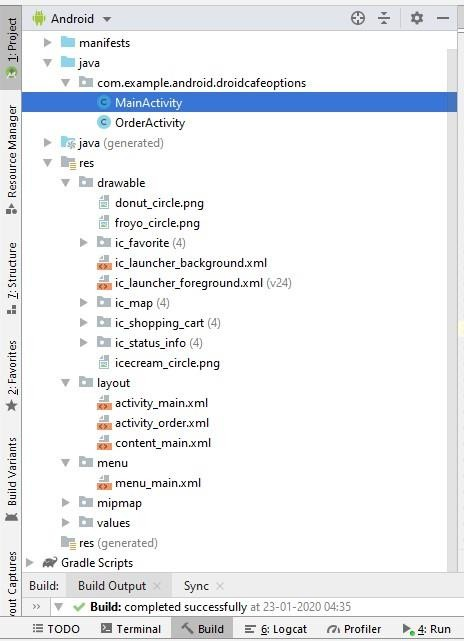 Android
1: Project
Resource Manager
7: Structure
2: Favorites
Build Variants
out Captures
manifests
java
com.example.android.droidcafeoptions
MainActivity
OrderActivity
java (generated)
res
drawable
donut_circle.png
froyo_circle.png
ic_favorite (4)
ic_launcher_background.xml
ic_launcher_foreground.xml (v24)
ic_map (4)
ic_shopping_cart (4)
ic_status_info (4)
icecream_circle.png
layout
activity_main.xml
activity_order.xml
content_main.xml
menu
menu_main.xml
mipmap
values
res (generated)
Gradle Scripts
Build: Build Output × Sync ×
Build: completed successfully at 23-01-2020 04:35
TODO Terminal Build 6: Logcat Profiler 4: Run